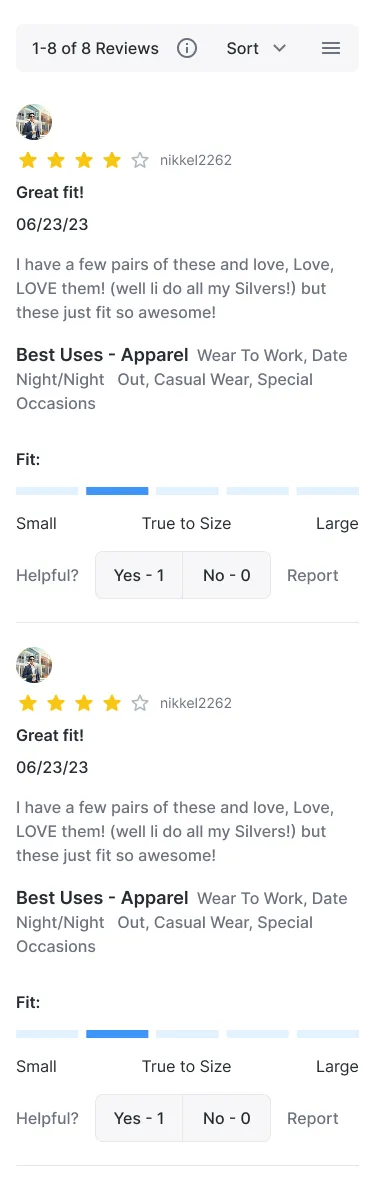 1-8 of 8 Reviews Sort
nikkel2262
Great fit!
06/23/23
I have a few pairs of these and love, Love,
LOVE them! (well Ii do all my Silvers!) but
these just fit so awesome!
Best Uses - Apparel Wear To Work, Date
Night/Night Out, Casual Wear, Special
Occasions
Fit:
Small True to Size Large
Helpful? Yes - 1 No - 0 Report
nikkel2262
Great fit!
06/23/23
I have a few pairs of these and love, Love,
LOVE them! (well Ii do all my Silvers!) but
these just fit so awesome!
Best Uses - Apparel Wear To Work, Date
Night/Night Out, Casual Wear, Special
Occasions
Fit:
Small True to Size Large
Helpful? Yes - 1 No - 0 Report